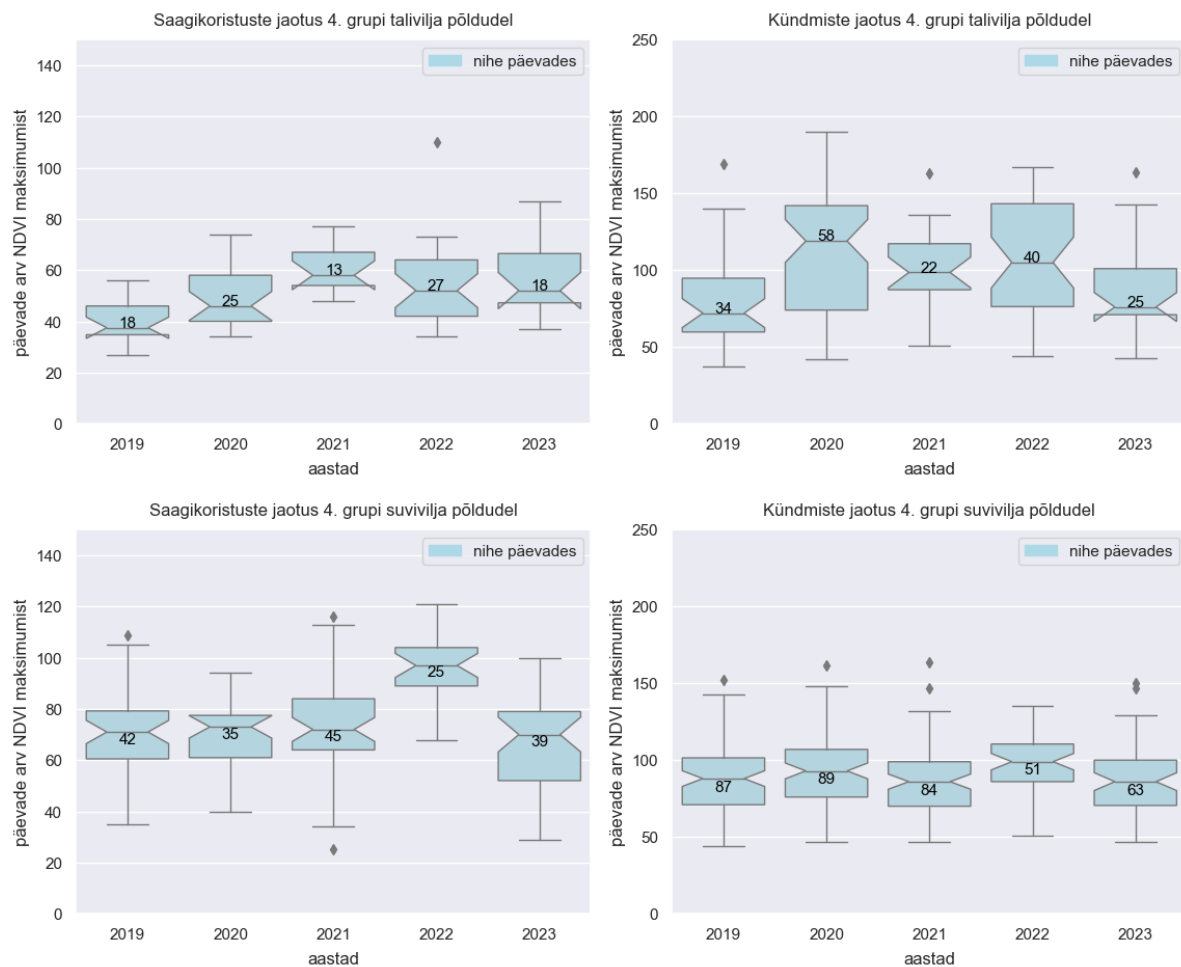 Saagikoristuste jaotus 4. grupi talivilja põldudel
nihe päevades
päevade arv NDVI maksimumist
140
120
100
80
60
40
20
0
18
25
13
27
18
2019 2020 2021 2022 2023
aastad
Kündmiste jaotus 4. grupi talivilja põldudel
nihe päevades
päevade arv NDVI maksimumist
250
200
150
100
50
0
34
58
22
40
25
2019 2020 2021 2022 2023
aastad
Saagikoristuste jaotus 4. grupi suvivilja põldudel
nihe päevades
päevade arv NDVI maksimumist
140
120
100
80
60
40
20
0
42
35
45
25
39
2019 2020 2021 2022 2023
aastad
Kündmiste jaotus 4. grupi suvivilja põldudel
nihe päevades
päevade arv NDVI maksimumist
250
200
150
100
50
0
87
89
84
51
63
2019 2020 2021 2022 2023
aastad